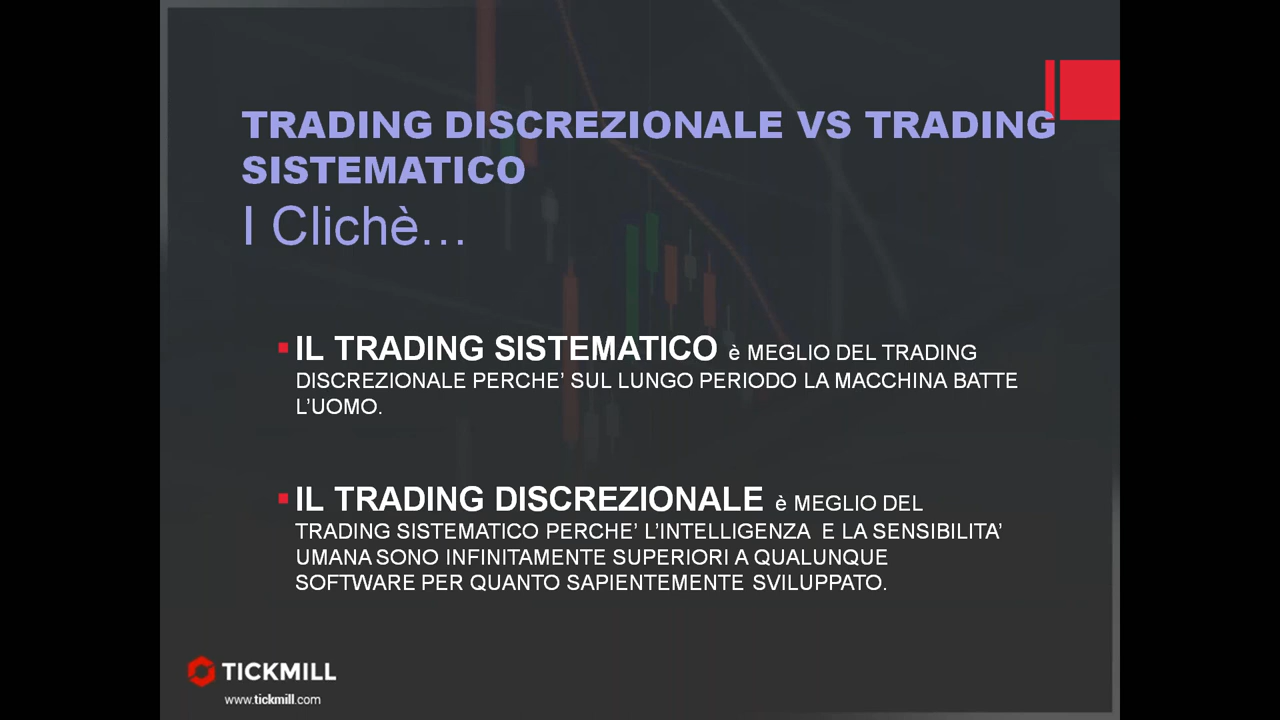 TRADING DISCREZIONALE VS TRADING
SISTEMATICO
I Clichè…
IL TRADING SISTEMATICO è MEGLIO DEL TRADING
DISCREZIONALE PERCHE’ SUL LUNGO PERIODO LA MACCHINA BATTE
L’UOMO.
IL TRADING DISCREZIONALE è MEGLIO DEL
TRADING SISTEMATICO PERCHE’ L’INTELLIGENZA E LA SENSIBILITA’
UMANA SONO INFINITAMENTE SUPERIORI A QUALUNQUE
SOFTWARE PER QUANTO SAPIENTEMENTE SVILUPPATO.
TICKMILL
www.tickmill.com